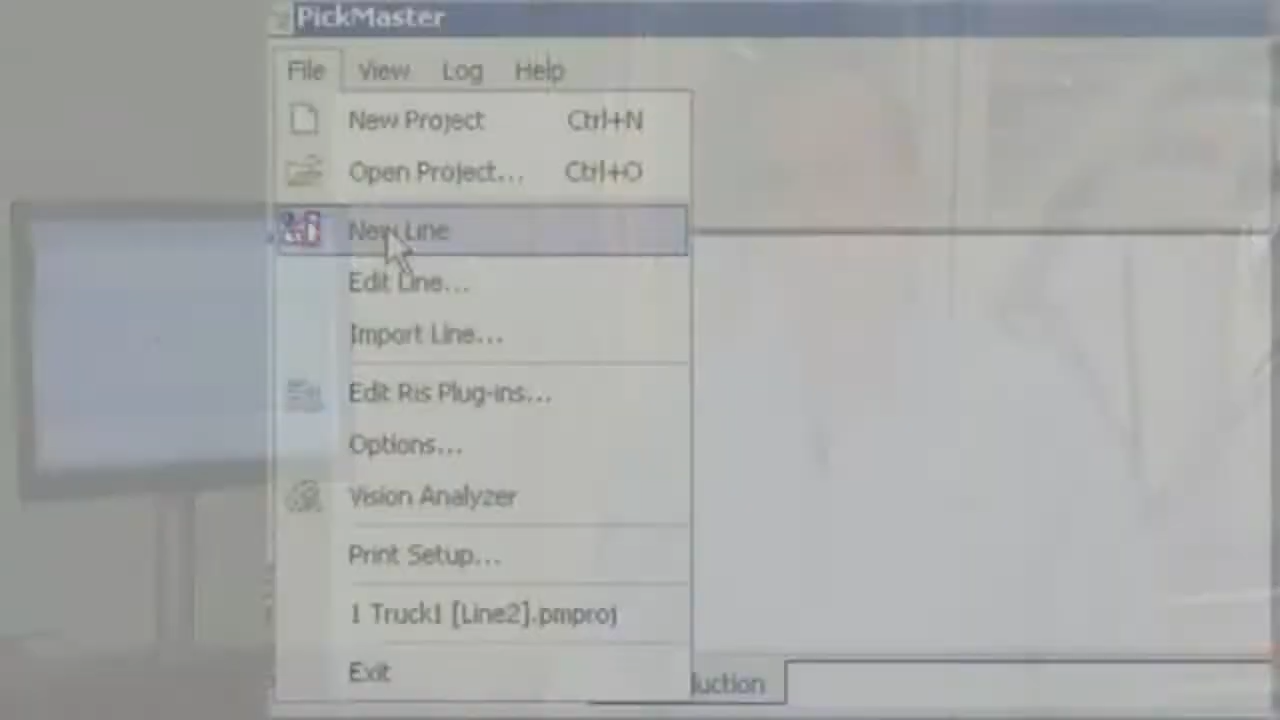 PickMaster
File View Log Help
New Project Ctrl+N
Open Project... Ctrl+O
New Line
Edit Line...
Import Line...
Edit Ris Plug-ins...
Options...
Vision Analyzer
Print Setup...
1 Truck1 [Line2].pmproj
Exit